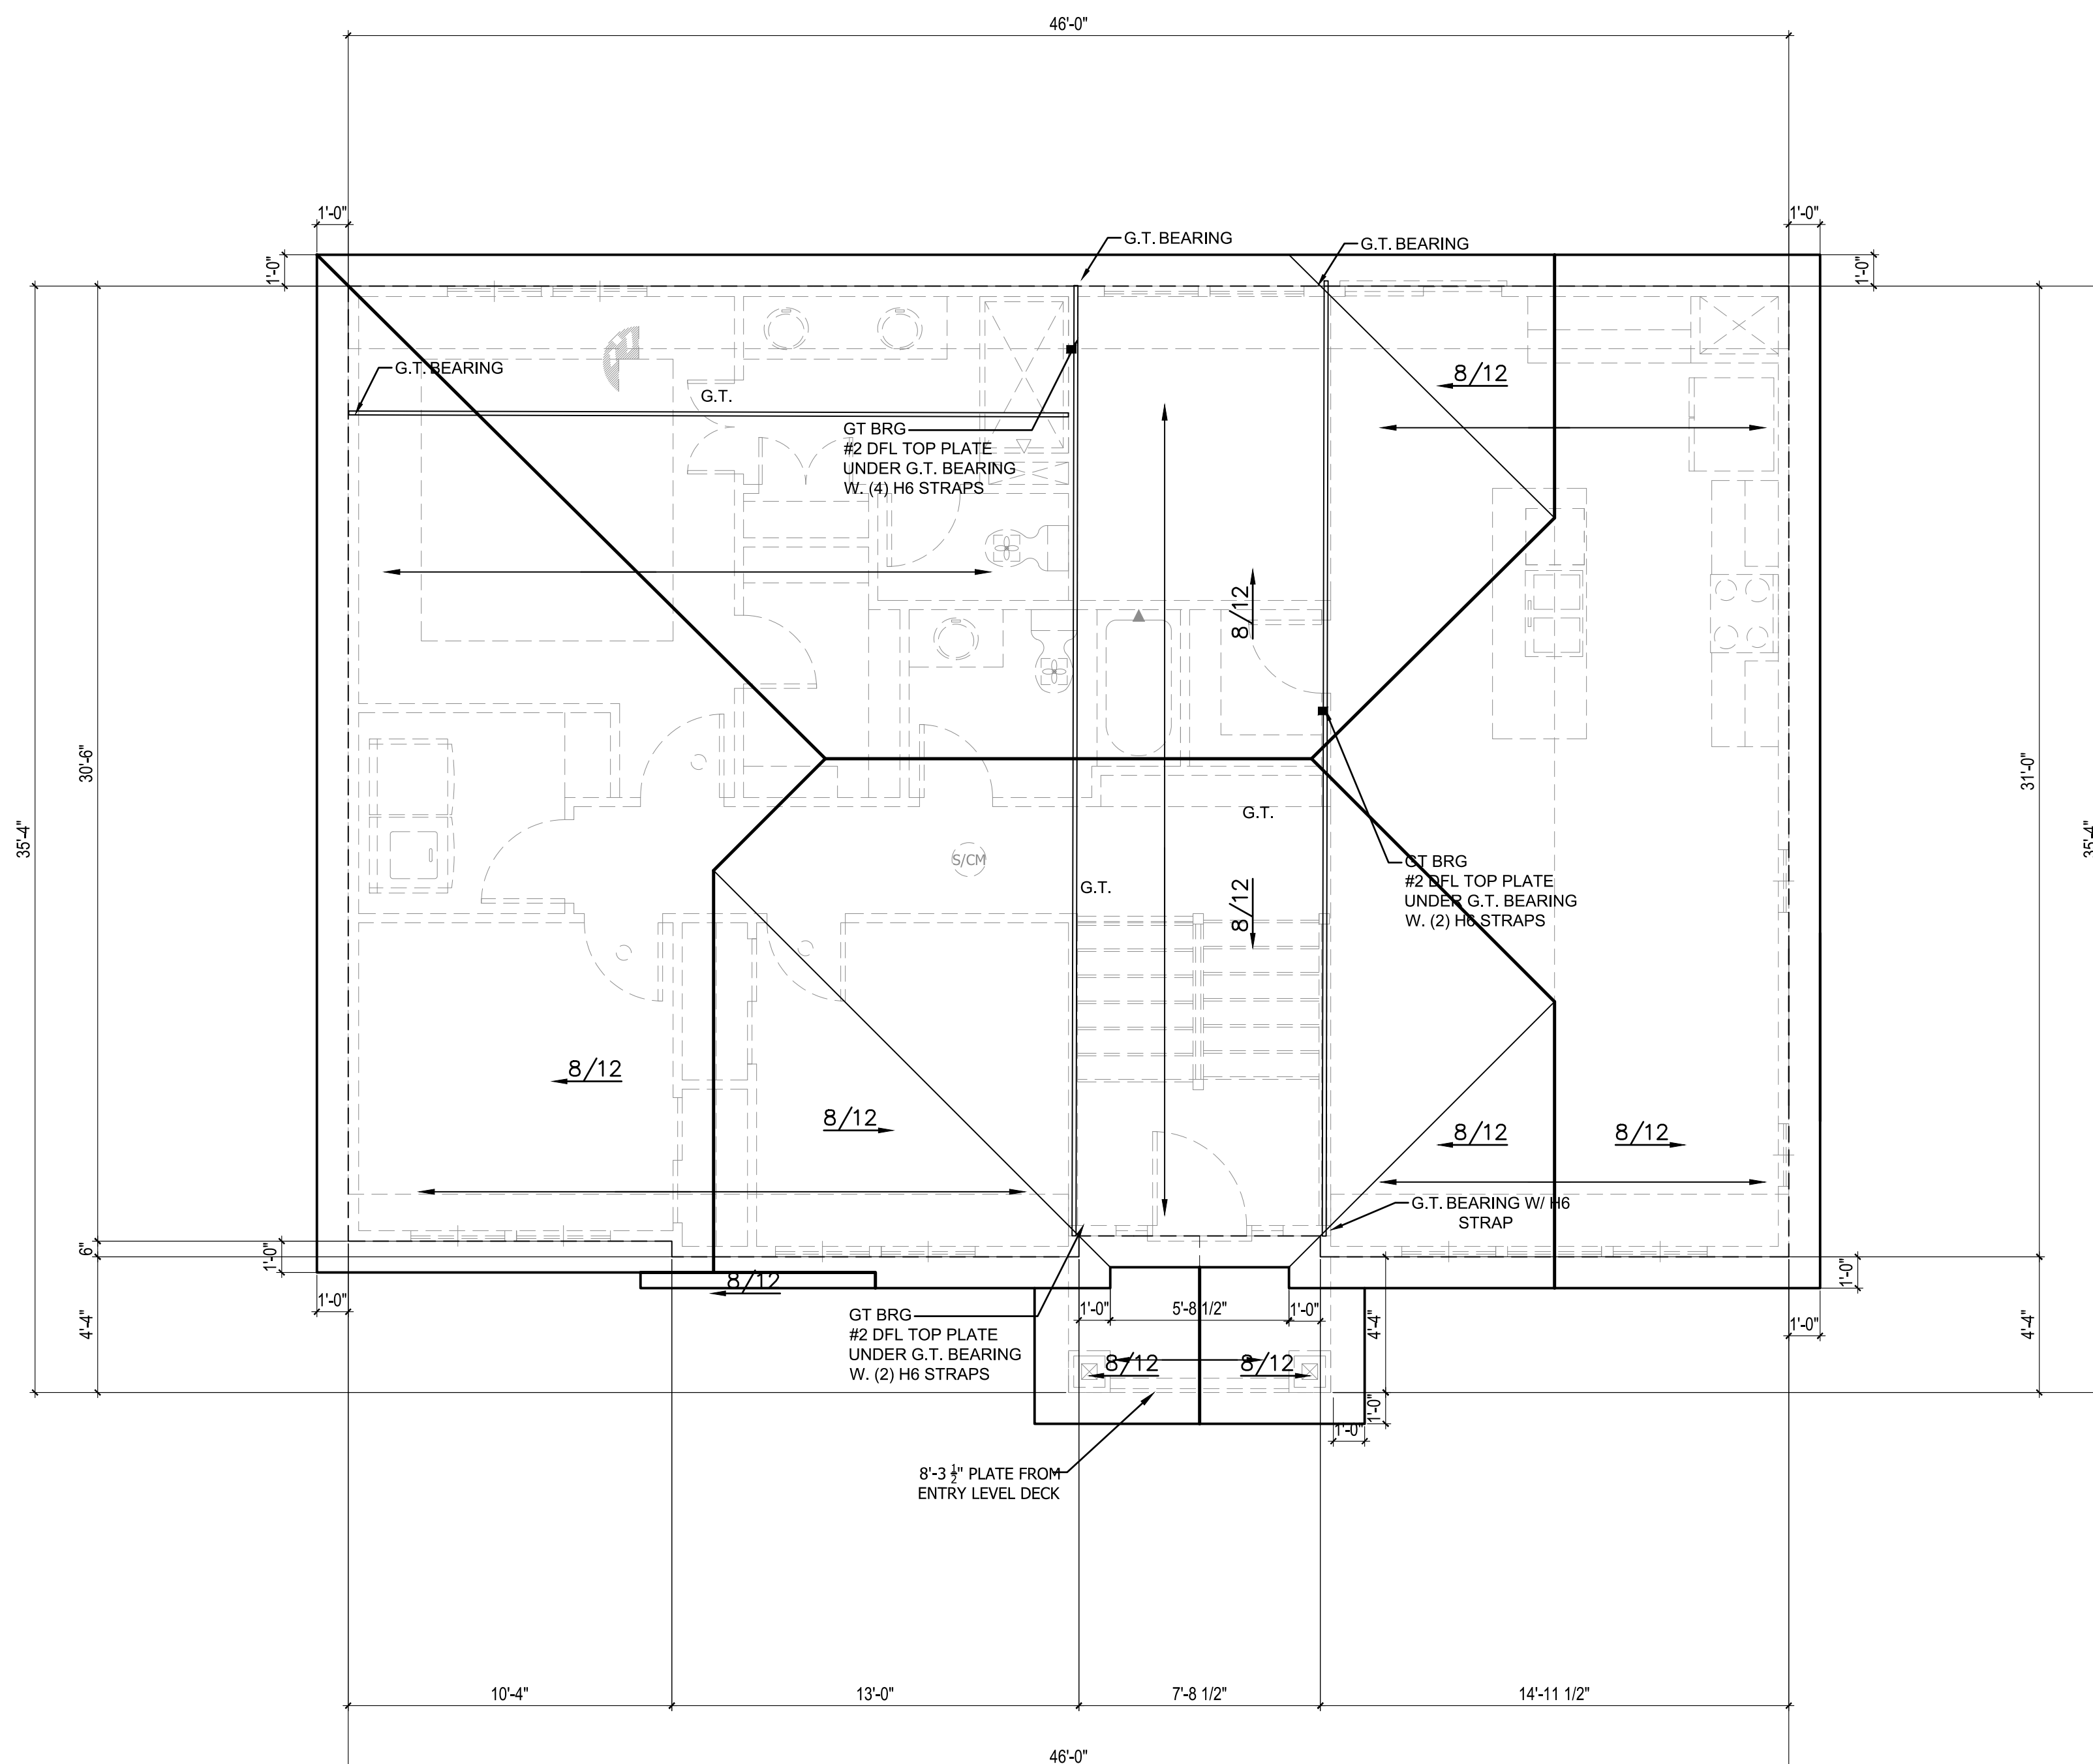 46'-0"
1'-0"
1'-0"
G.T. BEARING
G.T. BEARING
1'-0"
1'-0"
G.T. BEARING
8/12
G.T.
GT BRG
#2 DFL TOP PLATE
UNDER G.T. BEARING
W. (4) H6 STRAPS
8/12
30'-6"
31'-0"
35'-4"
35'-4"
G.T.
S/CM
GT BRG
#2 DFL TOP PLATE
UNDER G.T. BEARING
W. (2) H6 STRAPS
G.T.
8/12
8/12
8/12
8/12
8/12
G.T. BEARING W/ H6
STRAP
6"
1'-0"
1'-0"
8/12
1'-0"
1'-0"
5'-8 1/2"
1'-0"
1'-0"
4'-4"
4'-4"
4'-4"
GT BRG
#2 DFL TOP PLATE
UNDER G.T. BEARING
W. (2) H6 STRAPS
8/12
8/12
1'-0"
1'-0"
8'-3 1/2" PLATE FROM
ENTRY LEVEL DECK
10'-4"
13'-0"
7'-8 1/2"
14'-11 1/2"
46'-0"